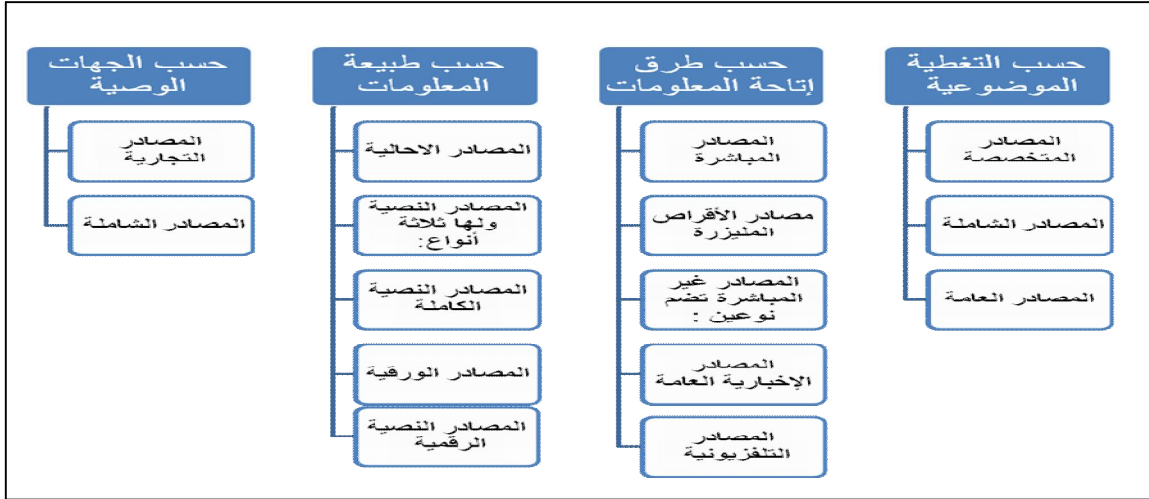 حسب التغطية
الموضوعية
المصادر
المتخصصة
المصادر الشاملة
المصادر العامة
حسب طرق
إتاحة المعلومات
المصادر
المباشرة
مصادر الأقراص
المليزرة
المصادر غير
المباشرة تضم
نوعين :
المصادر
الإخبارية العامة
المصادر
التلفزيونية
حسب طبيعة
المعلومات
المصادر الاحالية
المصادر النصية
ولها ثلاثة
أنواع:
المصادر النصية
الكاملة
المصادر الورقية
المصادر النصية
الرقمية
حسب الجهات
الوصية
المصادر
التجارية
المصادر الشاملة